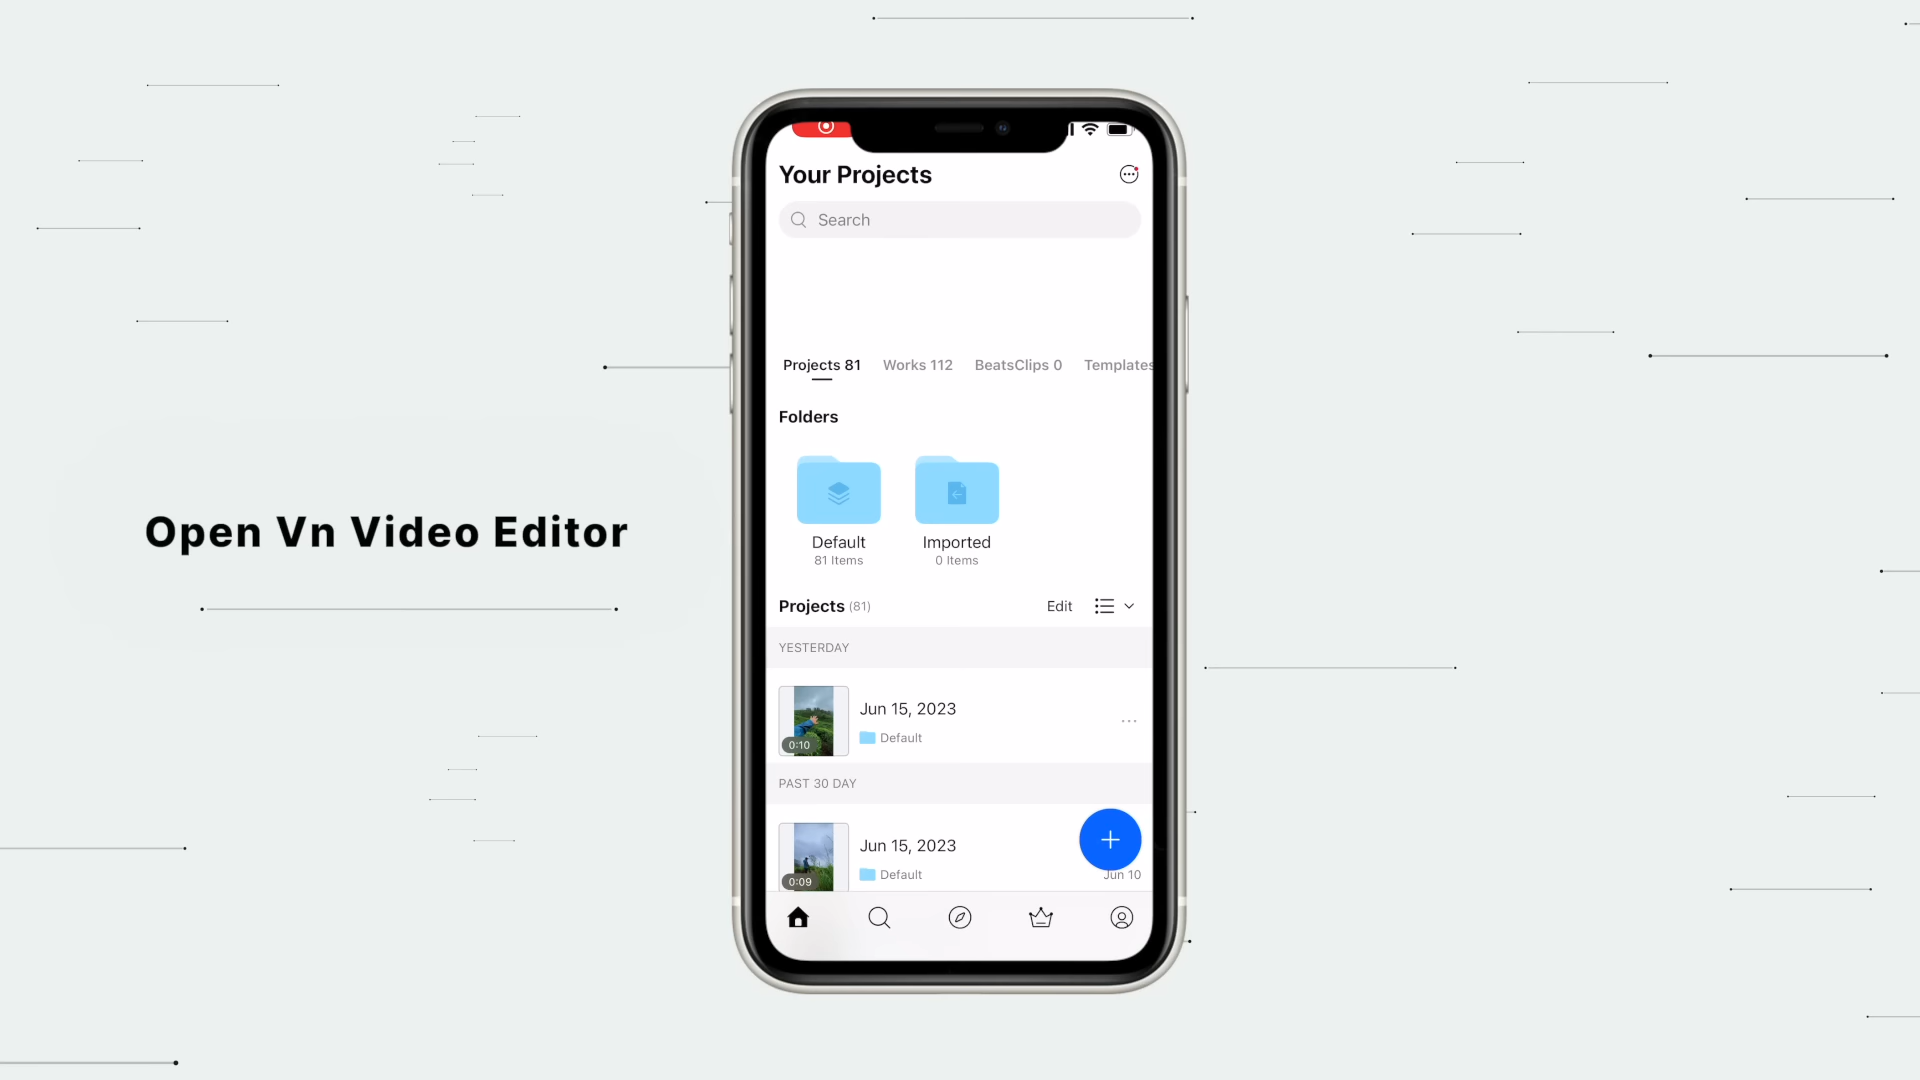 Your Projects
Search
Projects 81 Works 112 BeatsClips 0 Templates
Folders
Default
81 Items
Imported
0 Items
Open Vn Video Editor
Projects (81) Edit
YESTERDAY
Jun 15, 2023
0:10
Default
PAST 30 DAY
Jun 15, 2023
0:09
Default
Jun 10